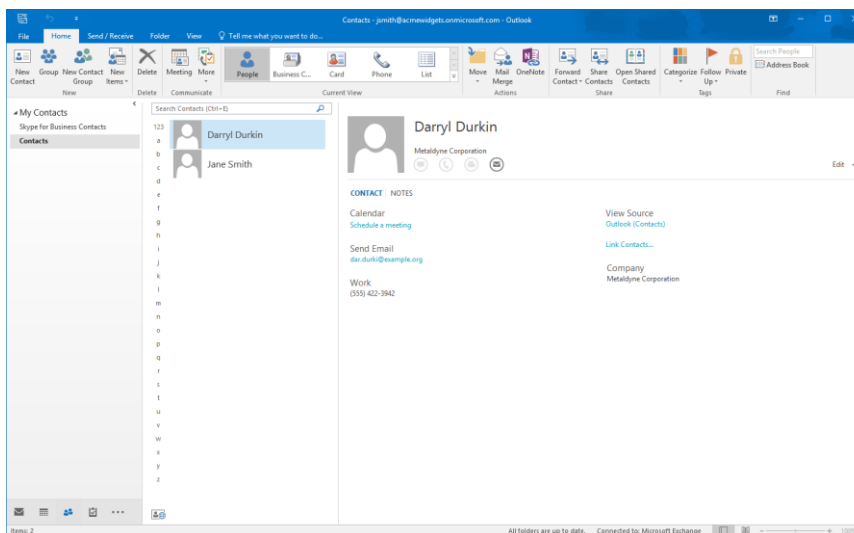 Contacts - jsmith@acmewidgets.onmicrosoft.com - Outlook
File Home Send / Receive Folder View Tell me what you want to do...
New Contact Group New Contact Group New Items Delete Meeting More People Business C... Card Phone List Move Mail Merge OneNote Forward Contact Share Contacts Open Shared Contacts Categorize Follow Up Private Search People
Address Book
New Delete Communicate Current View Actions Share Tags Find
My Contacts
Skype for Business Contacts
Contacts
Search Contacts (Ctrl+E)
123
a
b
c
d
e
f
g
h
i
j
k
l
m
n
o
p
q
r
s
t
u
v
w
x
y
z
Darryl Durkin
Jane Smith
Darryl Durkin
Metaldyne Corporation
Edit
CONTACT NOTES
Calendar
Schedule a meeting
Send Email
dar.durki@example.org
Work
(555) 422-3942
View Source
Outlook (Contacts)
Link Contacts...
Company
Metaldyne Corporation
Items: 2
All folders are up to date. Connected to: Microsoft Exchange